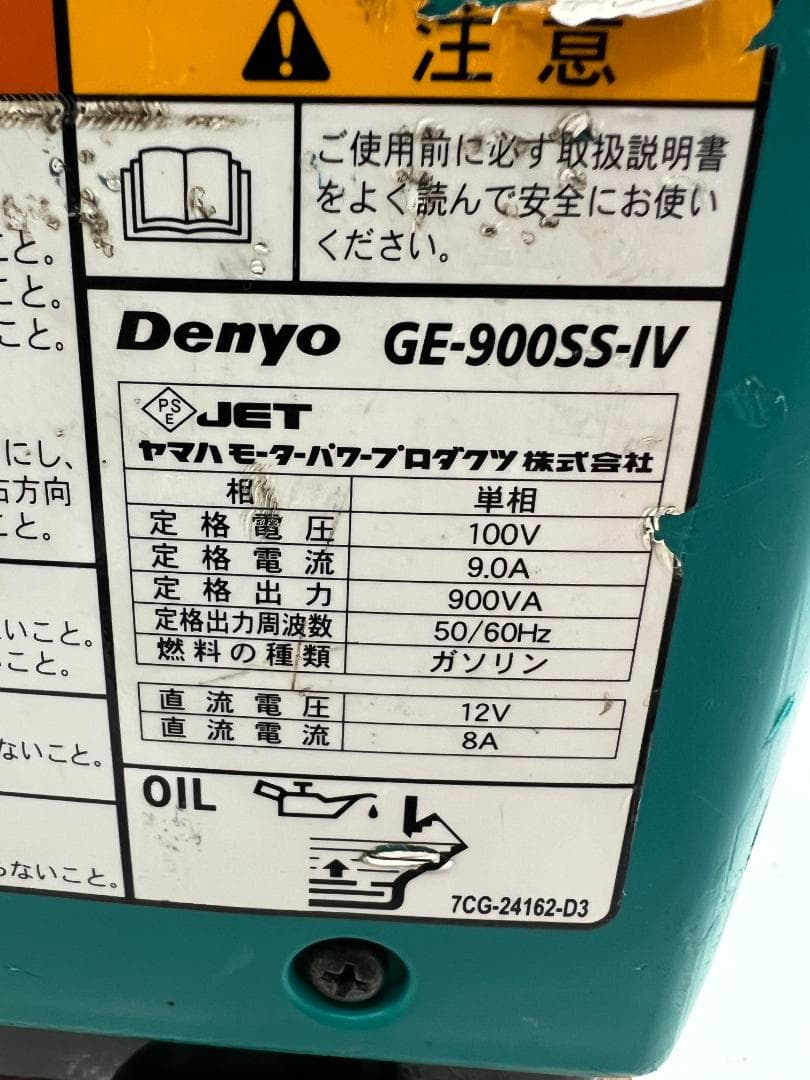 注意
ご使用前に必ず取扱説明書
をよく読んで安全にお使い
ください。
こと。
こと。
こと。
にし、
右方向
こと。
いこと。
こと。
ないこと。
らないこと。
Denyo GE-900SS-IV
PSE JET
ヤマハモーターパワープロダクツ株式会社
相 単相
定格電圧 100V
定格電流 9.0A
定格出力 900VA
定格出力周波数 50/60Hz
燃料の種類 ガソリン
直流電圧 12V
直流電流 8A
OIL
7CG-24162-D3